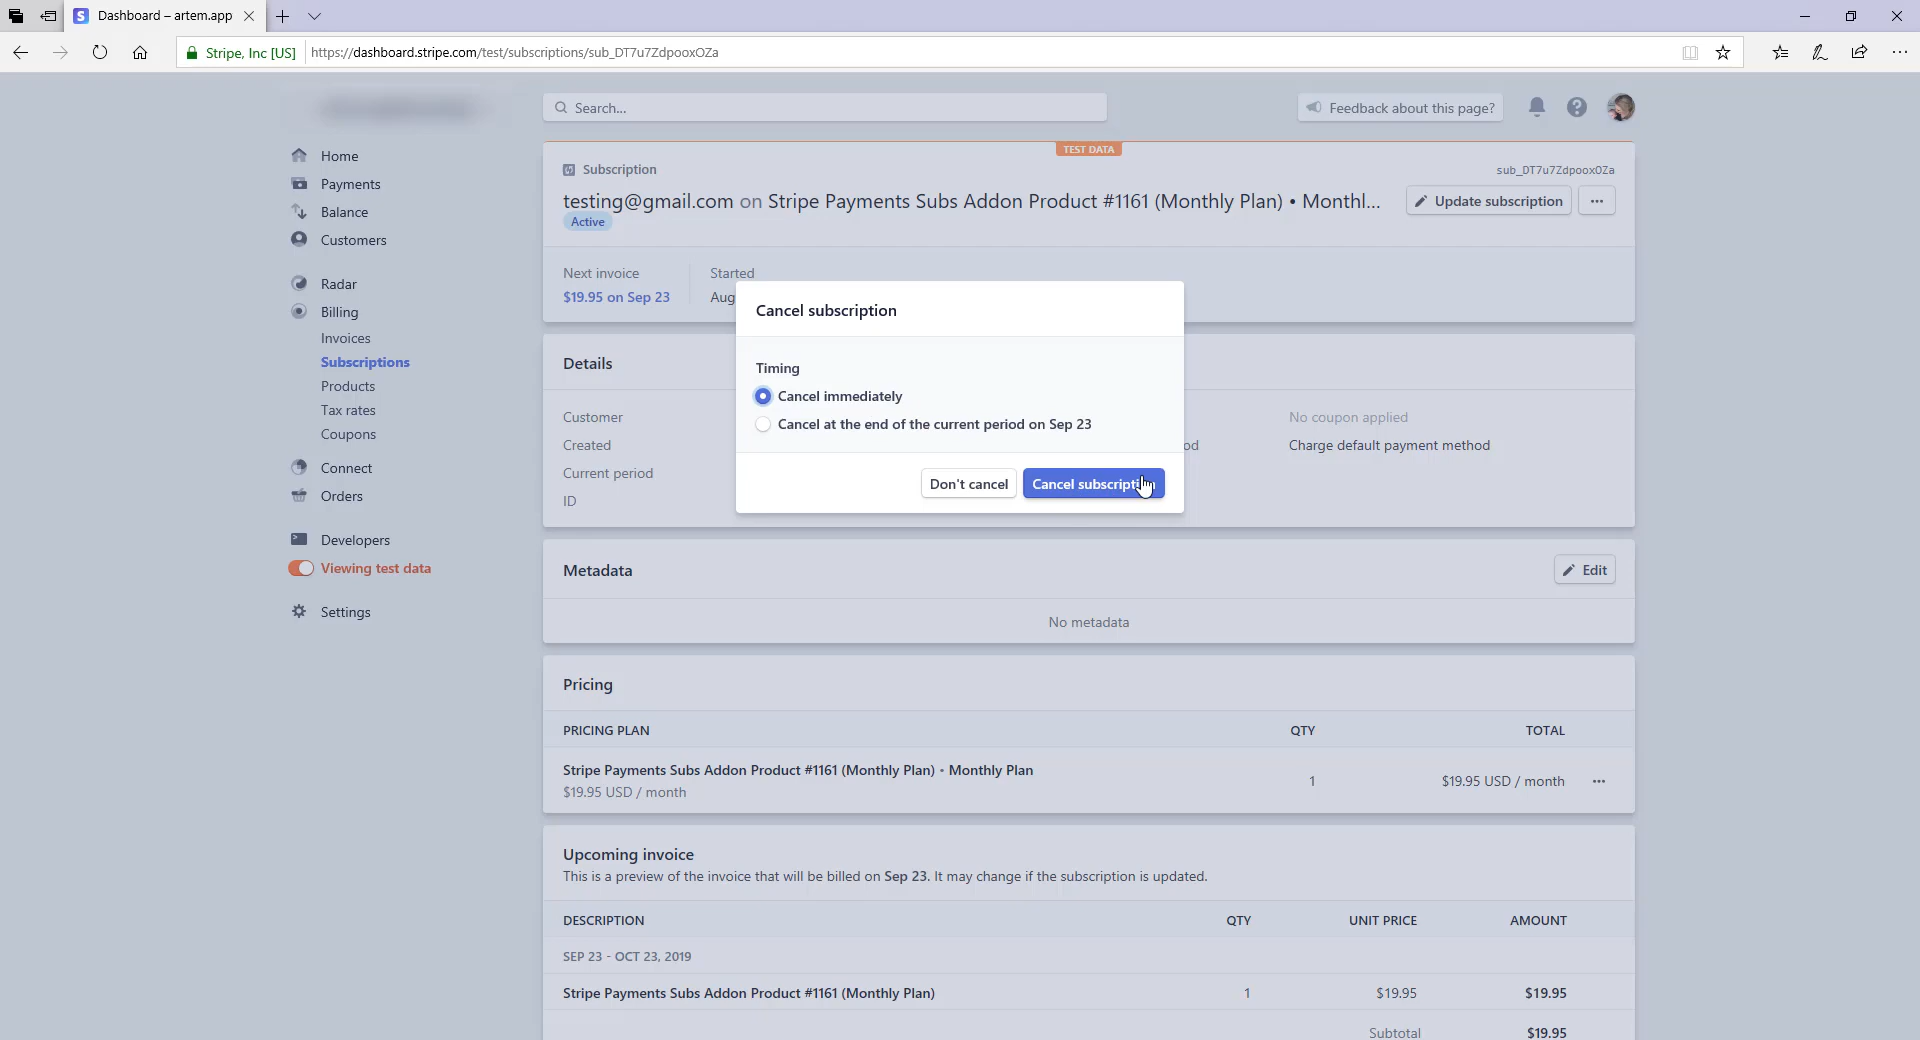 Dashboard – artem.app
Stripe, Inc [US]
https://dashboard.stripe.com/test/subscriptions/sub_DT7u7ZdpooxOZa
Search...
Feedback about this page?
Home
Payments
Balance
Customers
Radar
Billing
Invoices
Subscriptions
Products
Tax rates
Coupons
Connect
Orders
Developers
Viewing test data
Settings
TEST DATA
Subscription
sub_DT7u7ZdpooxOZa
testing@gmail.com on Stripe Payments Subs Addon Product #1161 (Monthly Plan) • Monthl...
Update subscription
Active
Next invoice
Started
$19.95 on Sep 23
Aug
Cancel subscription
Timing
Cancel immediately
Cancel at the end of the current period on Sep 23
Don't cancel
Cancel subscripti
Details
Customer
No coupon applied
Created
od
Charge default payment method
Current period
ID
Metadata
Edit
No metadata
Pricing
PRICING PLAN
QTY
TOTAL
Stripe Payments Subs Addon Product #1161 (Monthly Plan) • Monthly Plan
$19.95 USD / month
1
$19.95 USD / month
Upcoming invoice
This is a preview of the invoice that will be billed on Sep 23. It may change if the subscription is updated.
DESCRIPTION
QTY
UNIT PRICE
AMOUNT
SEP 23 - OCT 23, 2019
Stripe Payments Subs Addon Product #1161 (Monthly Plan)
1
$19.95
$19.95
Subtotal
$19.95